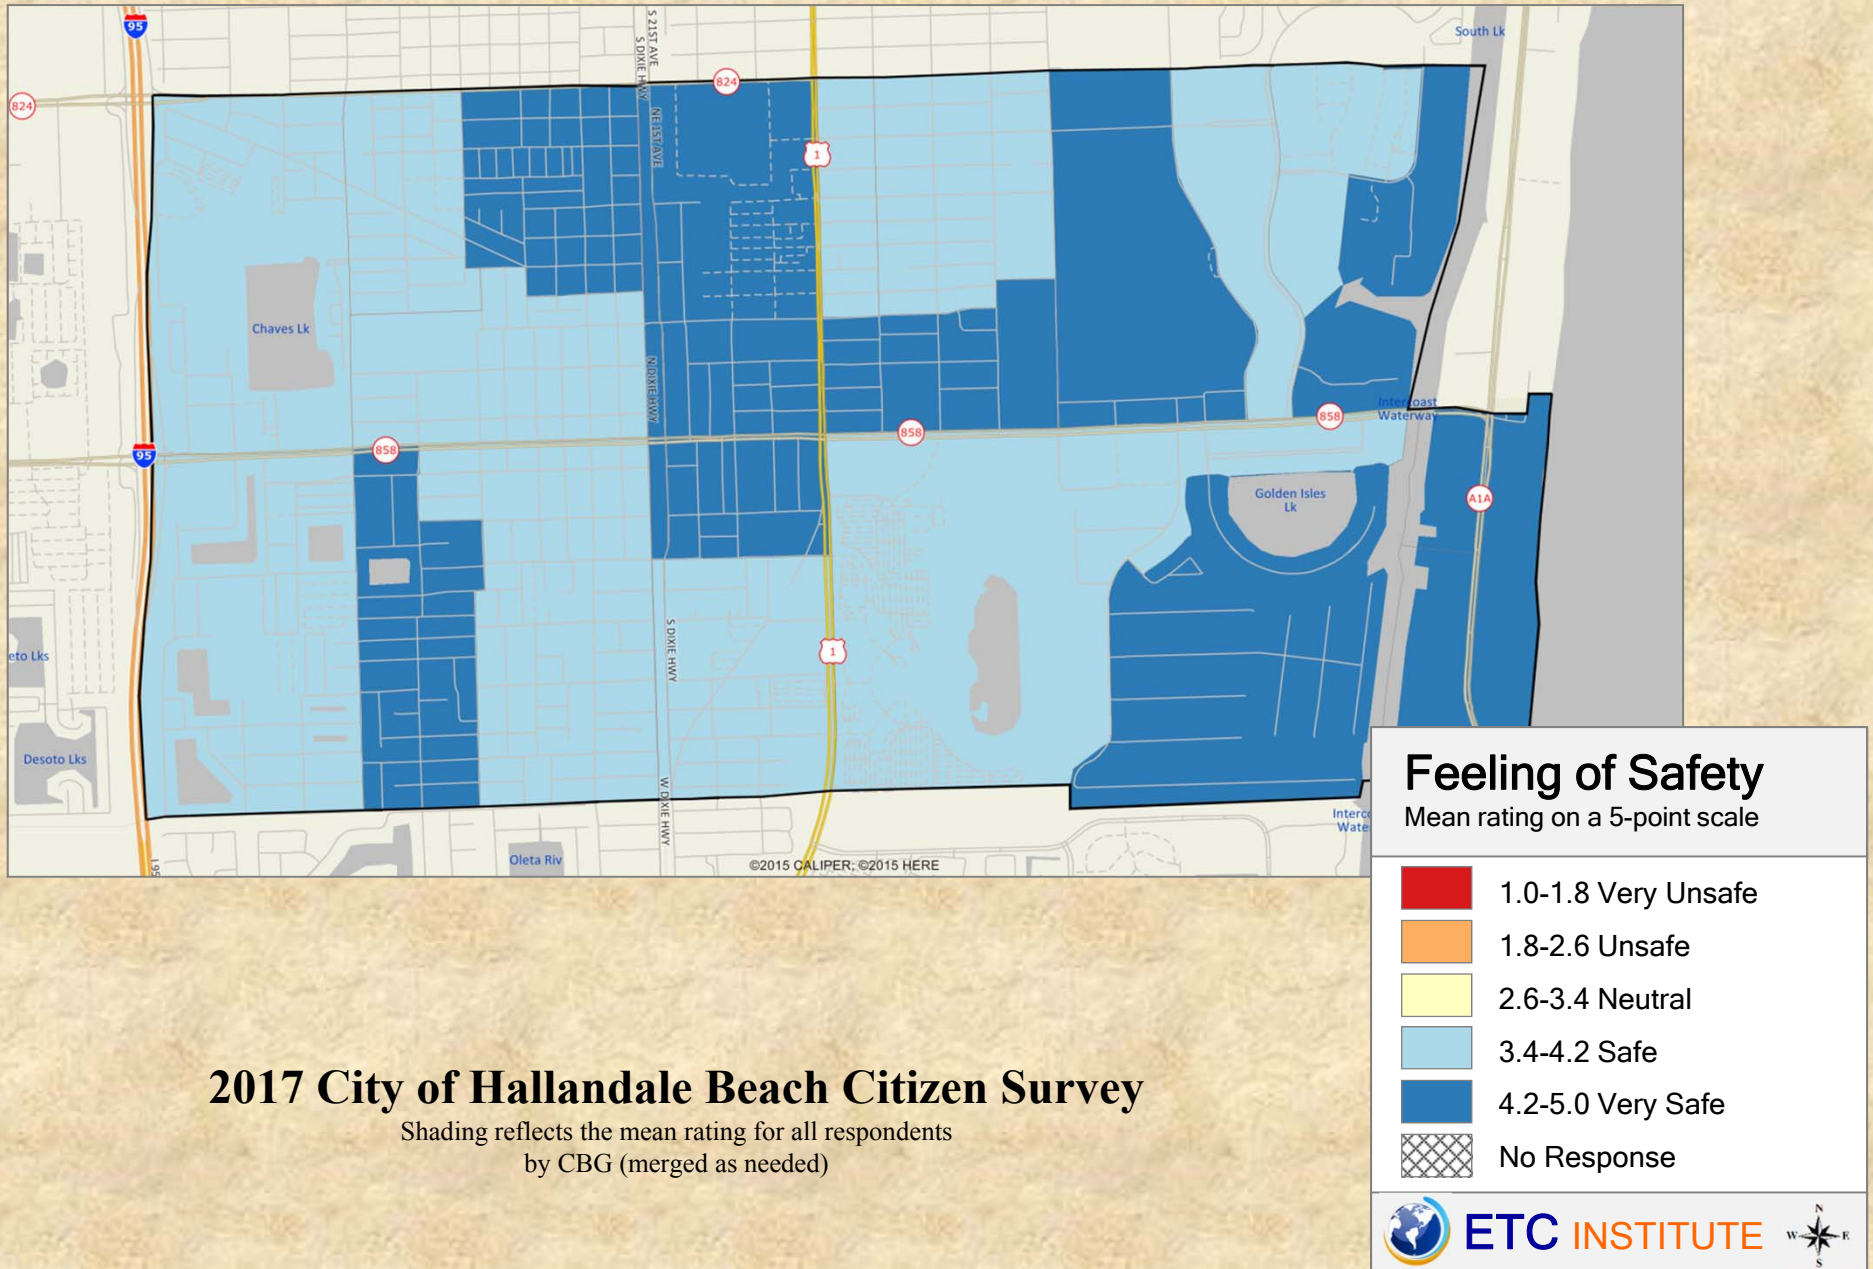 95
S 21ST AVE
S DIXIE HWY
South Lk
824
824
NE 1ST AVE
1
Chaves Lk
N DIXIE HWY
Intercoast
Waterway
858
858
858
95
Golden Isles
Lk
A1A
S DIXIE HWY
1
eto Lks
Desoto Lks
W DIXIE HWY
Interco
Wate
Oleta Riv
I 95
©2015 CALIPER; ©2015 HERE
Feeling of Safety
Mean rating on a 5-point scale
1.0-1.8 Very Unsafe
1.8-2.6 Unsafe
2.6-3.4 Neutral
3.4-4.2 Safe
4.2-5.0 Very Safe
No Response
2017 City of Hallandale Beach Citizen Survey
Shading reflects the mean rating for all respondents
by CBG (merged as needed)
ETC INSTITUTE
N
W E
S